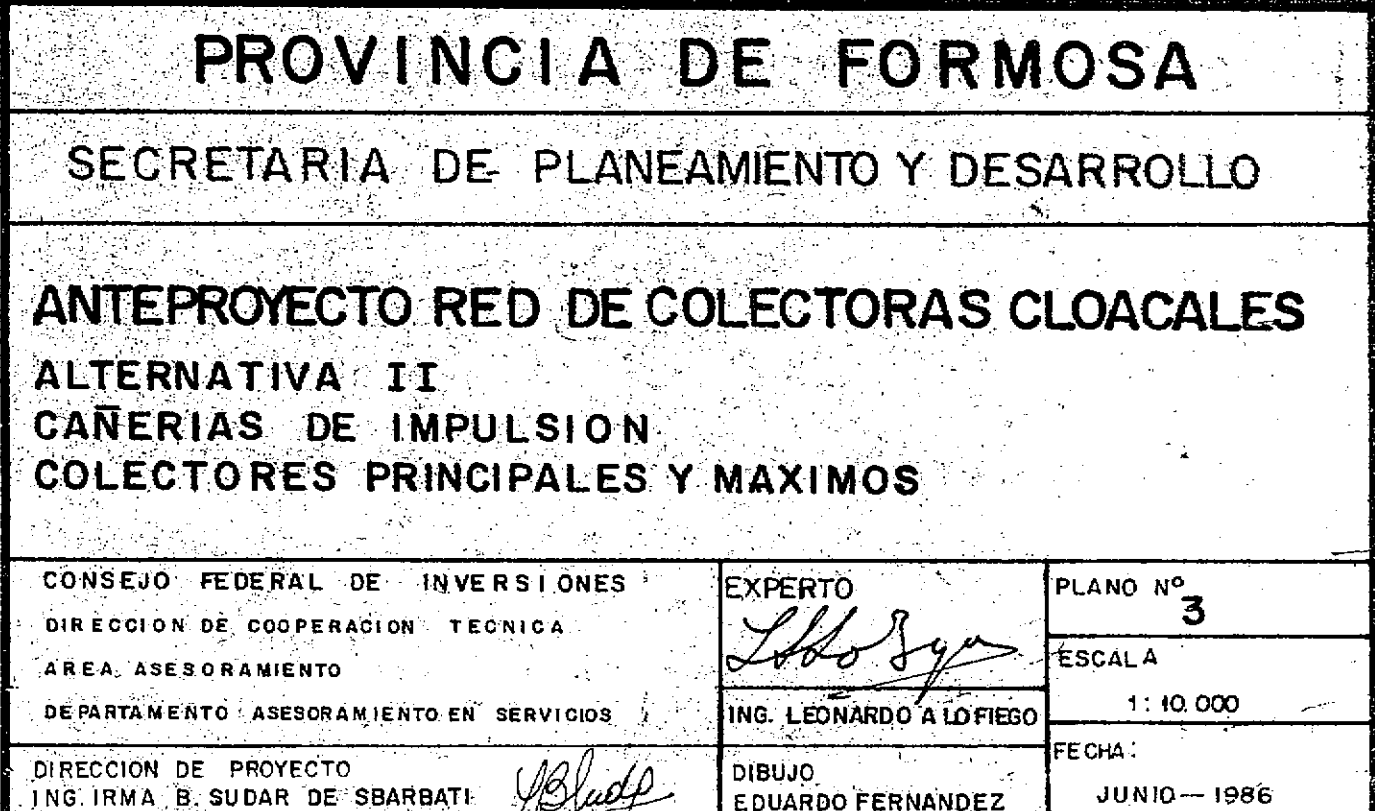 PROVINCIA DE FORMOSA
SECRETARIA DE PLANEAMIENTO Y DESARROLLO
ANTEPROYECTO RED DE COLECTORAS CLOACALES
ALTERNATIVA II
CAÑERIAS DE IMPULSION
COLECTORES PRINCIPALES Y MAXIMOS
CONSEJO FEDERAL DE INVERSIONES
DIRECCION DE COOPERACION TECNICA
AREA ASESORAMIENTO
DEPARTAMENTO ASESORAMIENTO EN SERVICIOS
DIRECCION DE PROYECTO
ING. IRMA B. SUDAR DE SBARBATI
EXPERTO
ING. LEONARDO A LO FIEGO
DIBUJO
EDUARDO FERNANDEZ
PLANO Nº
3
ESCALA
1:10.000
FECHA:
JUNIO-1986